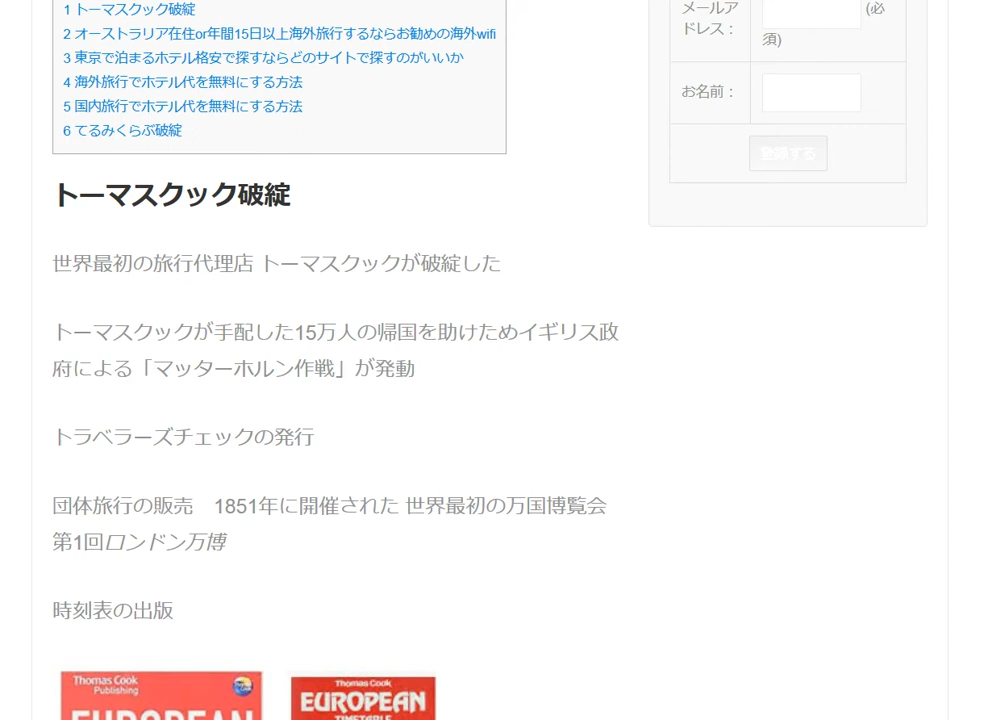 1 トーマスクック破綻
2 オーストラリア在住or年間15日以上海外旅行するならお勧めの海外wifi
3 東京で泊まるホテル格安で探すならどのサイトで探すのがいいか
4 海外旅行でホテル代を無料にする方法
5 国内旅行でホテル代を無料にする方法
6 てるみくらぶ破綻
トーマスクック破綻
世界最初の旅行代理店 トーマスクックが破綻した
トーマスクックが手配した15万人の帰国を助けためイギリス政
府による「マッターホルン作戦」が発動
トラベラーズチェックの発行
団体旅行の販売　1851年に開催された 世界最初の万国博覧会
第1回ロンドン万博
時刻表の出版
Thomas Cook
Publishing
EUROPEAN
Thomas Cook
EUROPEAN
TIMETABLE
メールア
ドレス：
(必
須)
お名前：
登録する